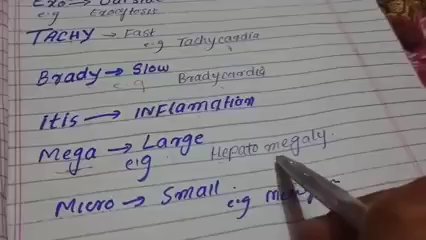 Exo → Outside
e.g Exocytosis
TACHY → Fast
e.g Tachycardia
Brady → Slow
e.g Bradycardia
itis → INFlamation
Mega → Large
e.g Hepato megaly.
Micro → Small.
e.g